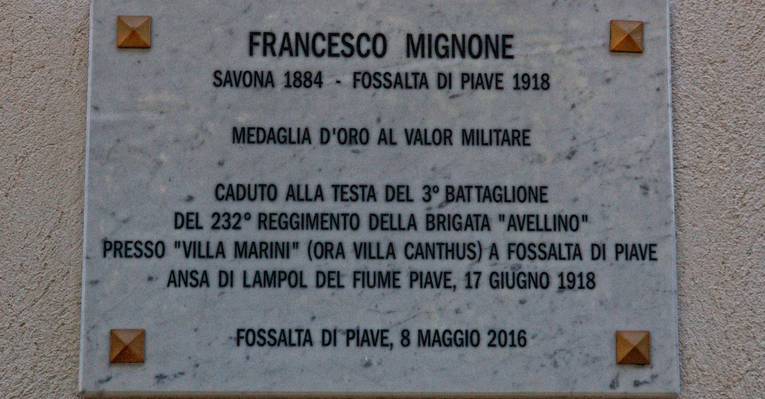 FRANCESCO MIGNONE
SAVONA 1884 - FOSSALTA DI PIAVE 1918
MEDAGLIA D'ORO AL VALOR MILITARE
CADUTO ALLA TESTA DEL 3° BATTAGLIONE
DEL 232° REGGIMENTO DELLA BRIGATA "AVELLINO"
PRESSO "VILLA MARINI" (ORA VILLA CANTHUS) A FOSSALTA DI PIAVE
ANSA DI LAMPOL DEL FIUME PIAVE, 17 GIUGNO 1918
FOSSALTA DI PIAVE, 8 MAGGIO 2016